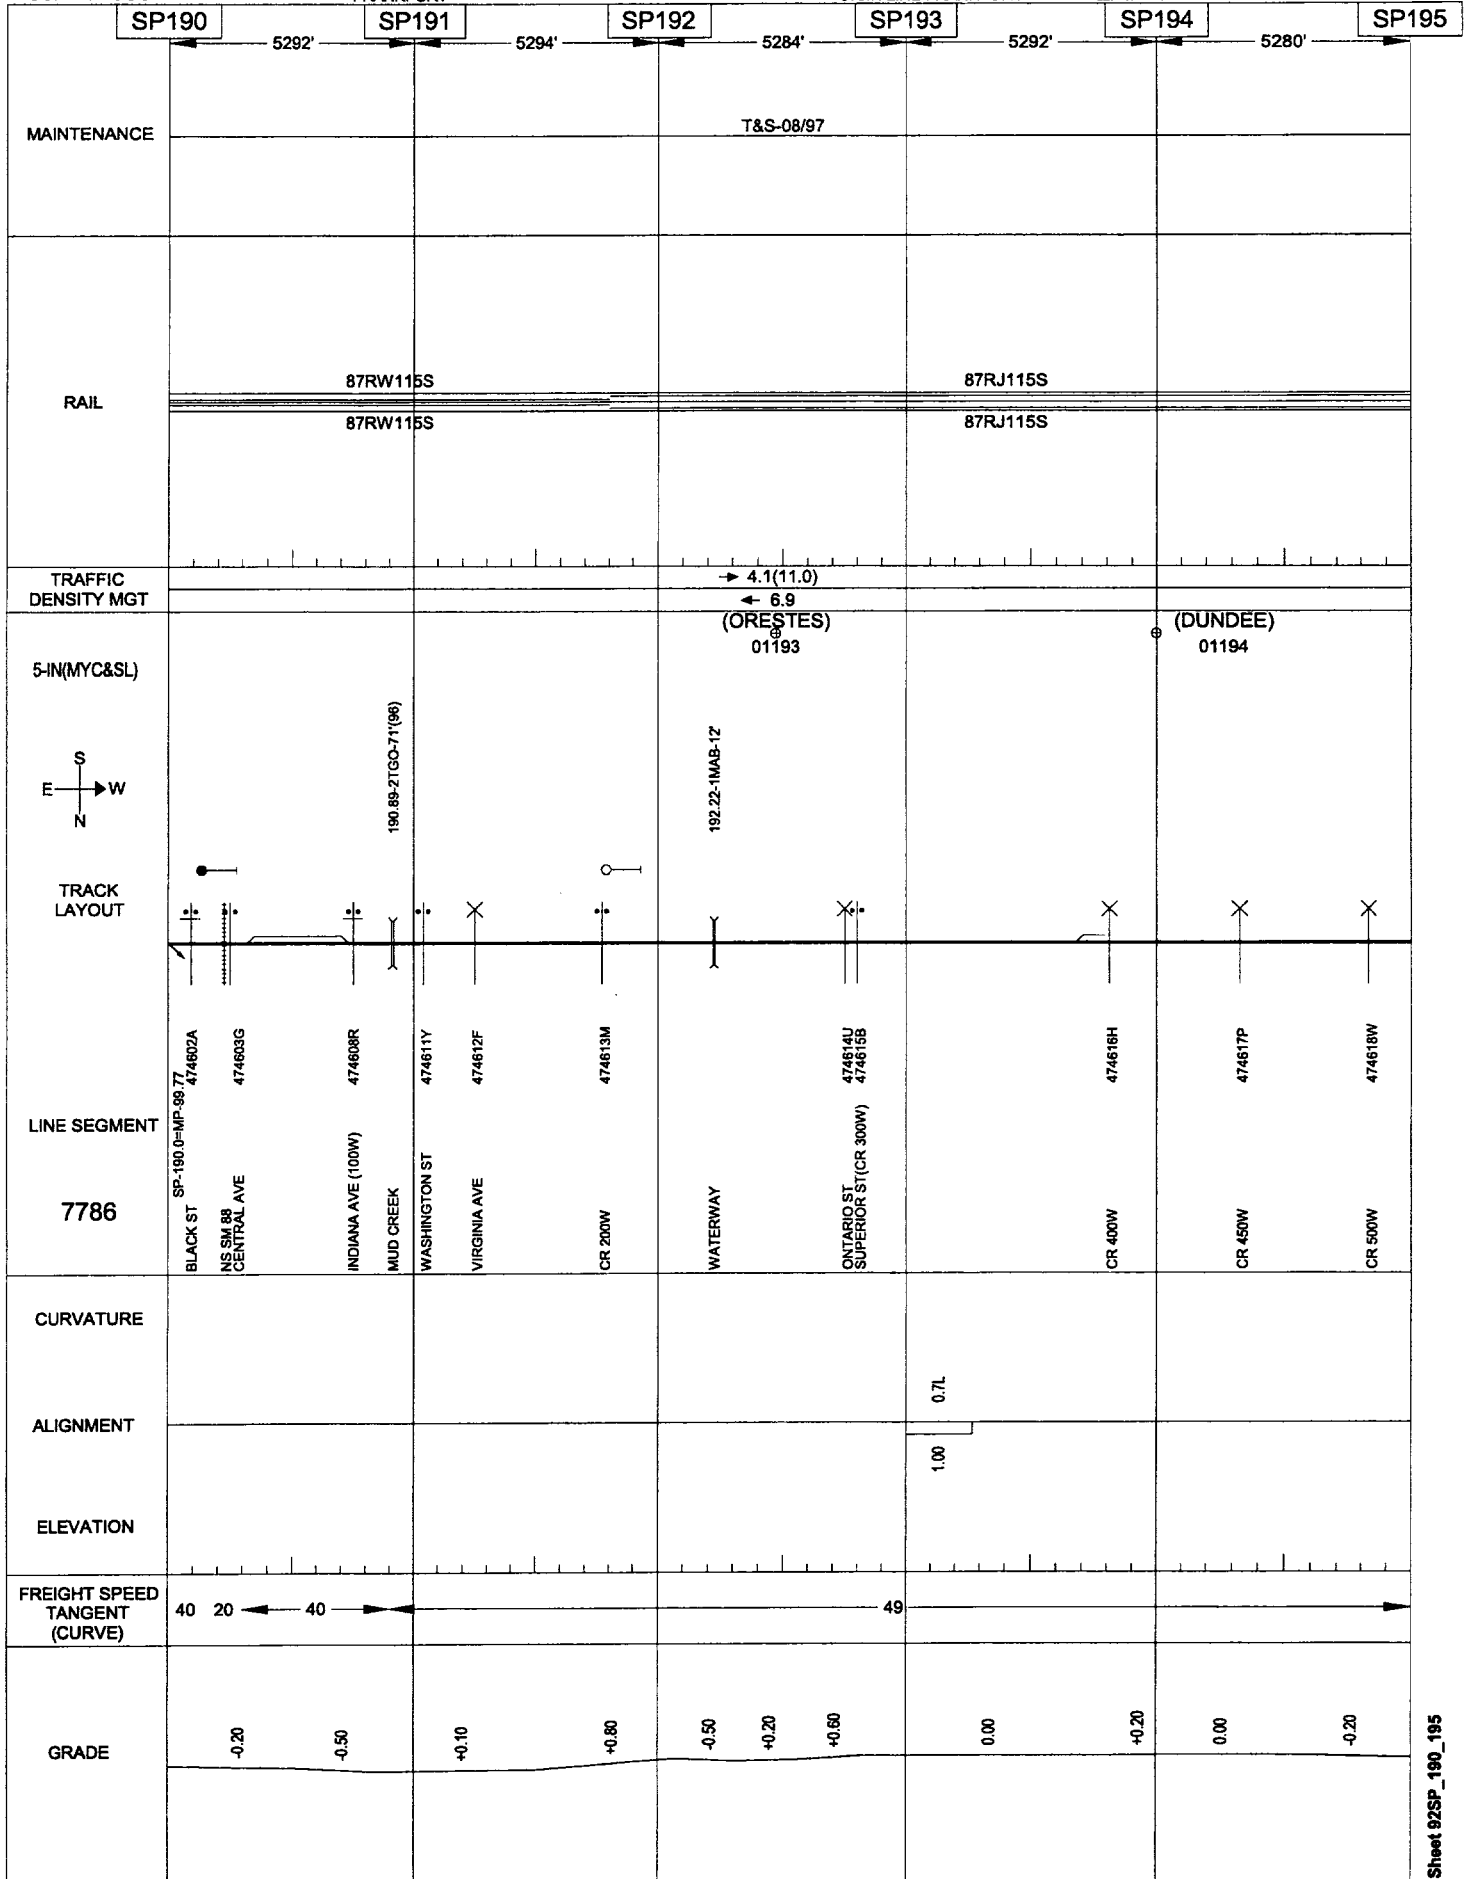 SP190
SP191
SP192
SP193
SP194
SP195
5292'
5294'
5284'
5292'
5280'
MAINTENANCE
T&S-08/97
RAIL
87RW115S
87RJ115S
87RW115S
87RJ115S
TRAFFIC
DENSITY MGT
4.1(11.0)
6.9
(ORESTES)
01193
(DUNDEE)
01194
5-IN(MYC&SL)
S
E
W
N
190.89-2TGO-71'(96)
192.22-1MAB-12'
TRACK
LAYOUT
SP-190.0=MP-99.77
474602A
474603G
474608R
474611Y
474612F
474613M
474614U
474615B
474616H
474617P
474618W
LINE SEGMENT
7786
BLACK ST
NS SM 88
CENTRAL AVE
INDIANA AVE (100W)
MUD CREEK
WASHINGTON ST
VIRGINIA AVE
CR 200W
WATERWAY
ONTARIO ST
SUPERIOR ST(CR 300W)
CR 400W
CR 450W
CR 500W
CURVATURE
0.7L
ALIGNMENT
1.00
ELEVATION
FREIGHT SPEED
TANGENT
(CURVE)
40
20
40
49
GRADE
-0.20
-0.50
+0.10
+0.80
-0.50
+0.20
+0.60
0.00
+0.20
0.00
-0.20
Sheet 92SP_190_195